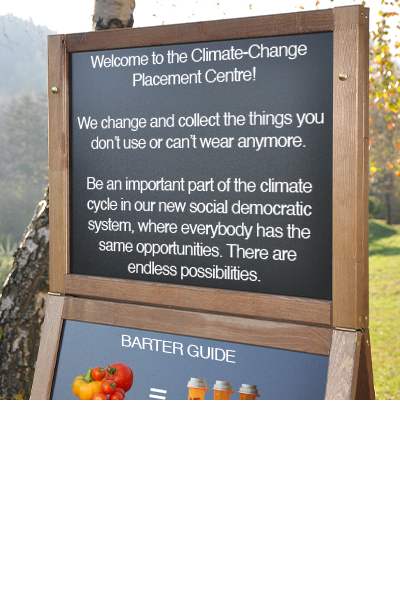 Welcome to the Climate-Change
Placement Centre!
We change and collect the things you
don't use or can't wear anymore.
Be an important part of the climate
cycle in our new social democratic
system, where everybody has the
same opportunities. There are
endless possibilities.
BARTER GUIDE
=